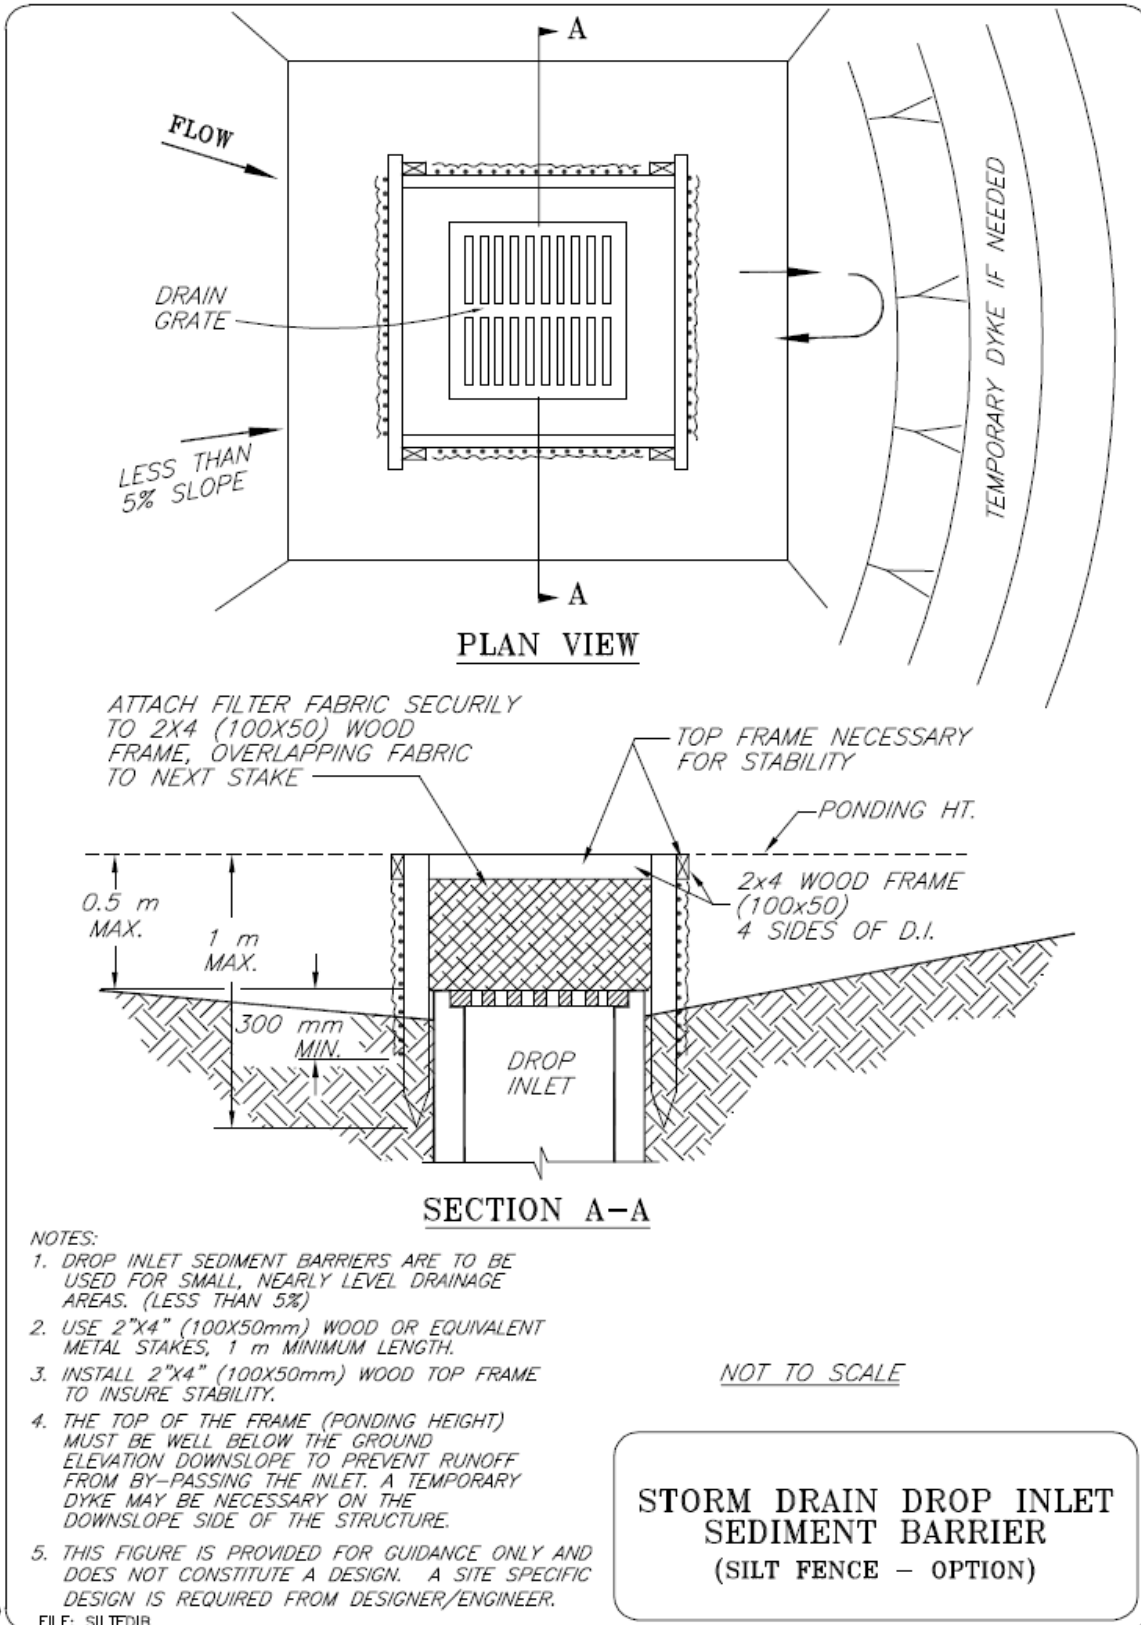 A
FLOW
DRAIN
GRATE
LESS THAN
5% SLOPE
TEMPORARY DYKE IF NEEDED
A
PLAN VIEW
ATTACH FILTER FABRIC SECURILY
TO 2X4 (100X50) WOOD
FRAME, OVERLAPPING FABRIC
TO NEXT STAKE
TOP FRAME NECESSARY
FOR STABILITY
PONDING HT.
0.5 m
MAX.
1 m
MAX.
2x4 WOOD FRAME
(100x50)
4 SIDES OF D.I.
300 mm
MIN.
DROP
INLET
SECTION A-A
NOTES:
1. DROP INLET SEDIMENT BARRIERS ARE TO BE
USED FOR SMALL, NEARLY LEVEL DRAINAGE
AREAS. (LESS THAN 5%)
2. USE 2"X4" (100X50mm) WOOD OR EQUIVALENT
METAL STAKES, 1 m MINIMUM LENGTH.
3. INSTALL 2"X4" (100X50mm) WOOD TOP FRAME
TO INSURE STABILITY.
4. THE TOP OF THE FRAME (PONDING HEIGHT)
MUST BE WELL BELOW THE GROUND
ELEVATION DOWNSLOPE TO PREVENT RUNOFF
FROM BY-PASSING THE INLET. A TEMPORARY
DYKE MAY BE NECESSARY ON THE
DOWNSLOPE SIDE OF THE STRUCTURE.
5. THIS FIGURE IS PROVIDED FOR GUIDANCE ONLY AND
DOES NOT CONSTITUTE A DESIGN. A SITE SPECIFIC
DESIGN IS REQUIRED FROM DESIGNER/ENGINEER.
FILE: SILTEDIB
NOT TO SCALE
STORM DRAIN DROP INLET
SEDIMENT BARRIER
(SILT FENCE - OPTION)